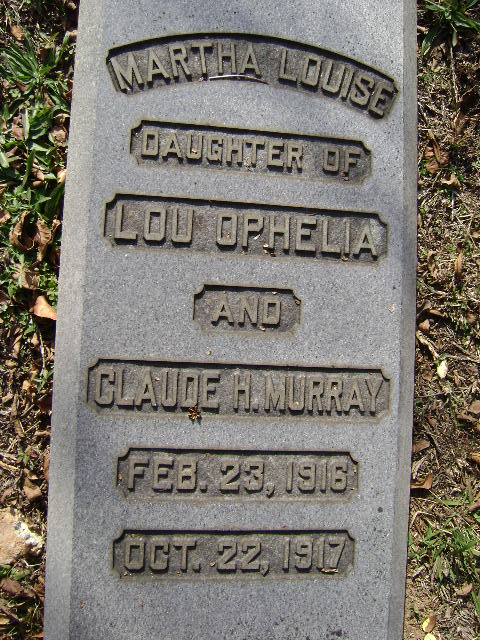 MARTHA LOUISE
DAUGHTER OF
LOU OPHELIA
AND
CLAUDE H. MURRAY
FEB. 23, 1916
OCT. 22, 1917